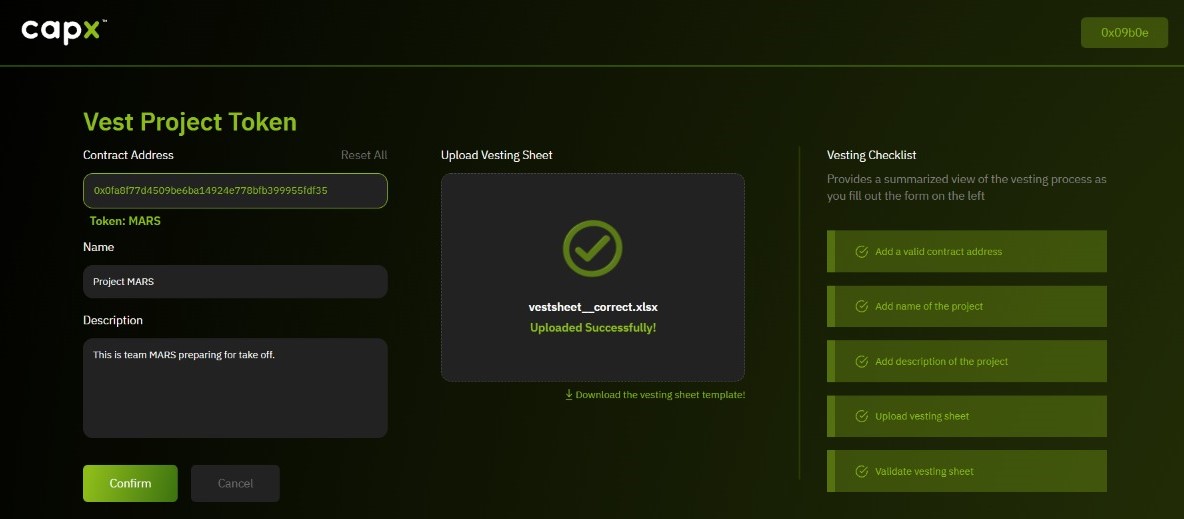 capx™
0x09b0e
Vest Project Token
Contract Address
Reset All
0x0fa8f77d4509be6ba14924e778bfb399955fdf35
Token: MARS
Name
Project MARS
Description
This is team MARS preparing for take off.
Confirm
Cancel
Upload Vesting Sheet
vestsheet__correct.xlsx
Uploaded Successfully!
Download the vesting sheet template!
Vesting Checklist
Provides a summarized view of the vesting process as
you fill out the form on the left
Add a valid contract address
Add name of the project
Add description of the project
Upload vesting sheet
Validate vesting sheet